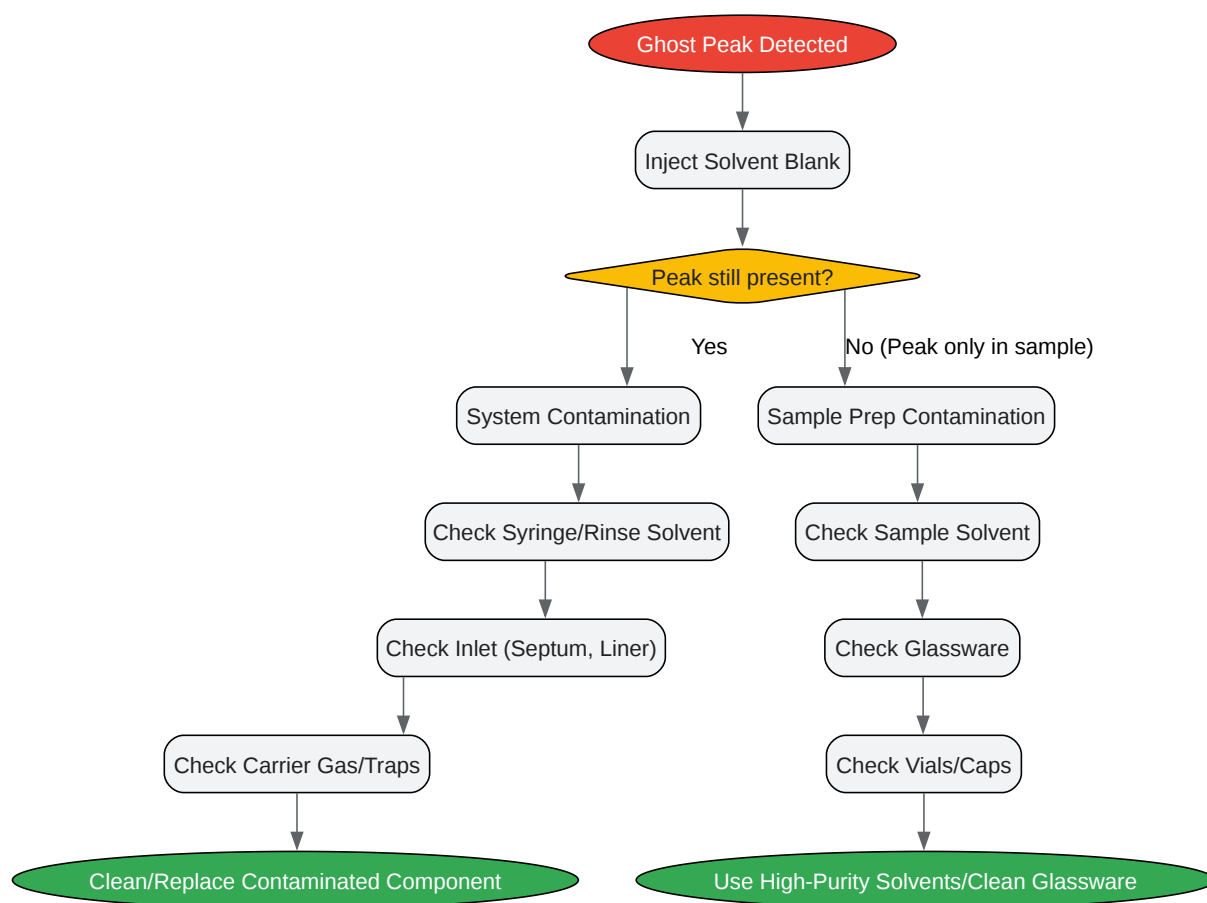 Ghost Peak Detected
Inject Solvent Blank
Peak still present?
Yes
No (Peak only in sample)
System Contamination
Sample Prep Contamination
Check Syringe/Rinse Solvent
Check Sample Solvent
Check Inlet (Septum, Liner)
Check Glassware
Check Carrier Gas/Traps
Check Vials/Caps
Clean/Replace Contaminated Component
Use High-Purity Solvents/Clean Glassware